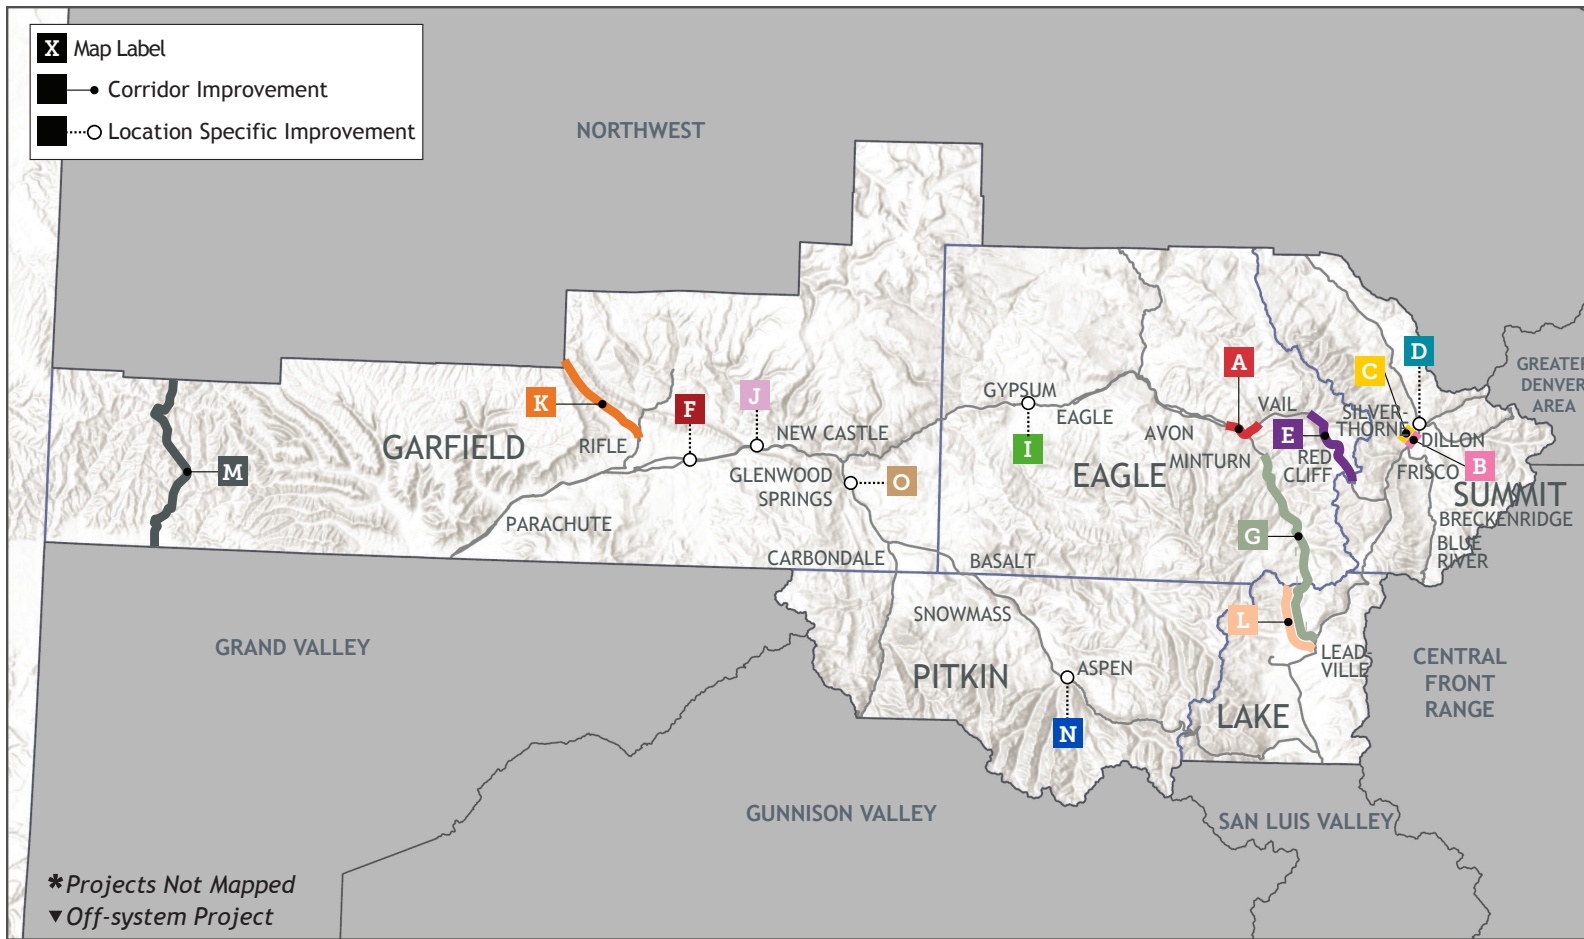 X Map Label
Corridor Improvement
Location Specific Improvement
NORTHWEST
GREATER
DENVER
AREA
D
A
C
J
K
F
GYPSUM
EAGLE
VAIL
SILVER-
THORNE
NEW CASTLE
AVON
E
DILLON
GARFIELD
RIFLE
I
MINTURN
RED
CLIFF
FRISCO
B
M
GLENWOOD
SPRINGS
O
EAGLE
SUMMIT
PARACHUTE
BRECKENRIDGE
G
BLUE
RIVER
CARBONDALE
BASALT
SNOWMASS
L
GRAND VALLEY
LEAD-
VILLE
CENTRAL
FRONT
RANGE
PITKIN
ASPEN
LAKE
N
GUNNISON VALLEY
SAN LUIS VALLEY
*Projects Not Mapped
▼Off-system Project